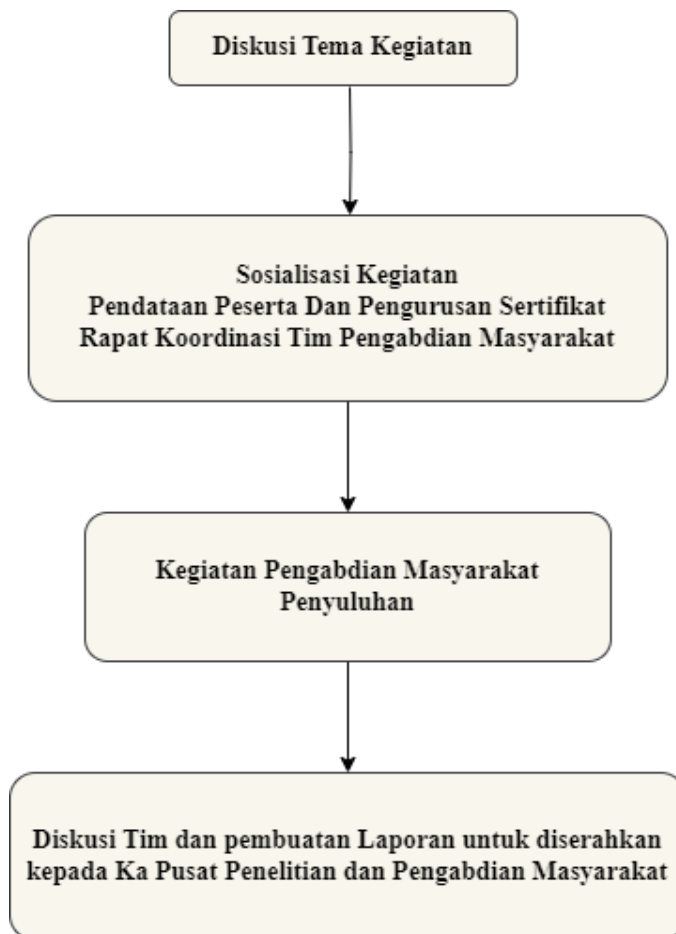 Diskusi Tema Kegiatan
Sosialisasi Kegiatan
Pendataan Peserta Dan Pengurusan Sertifikat
Rapat Koordinasi Tim Pengabdian Masyarakat
Kegiatan Pengabdian Masyarakat
Penyuluhan
Diskusi Tim dan pembuatan Laporan untuk diserahkan
kepada Ka Pusat Penelitian dan Pengabdian Masyarakat